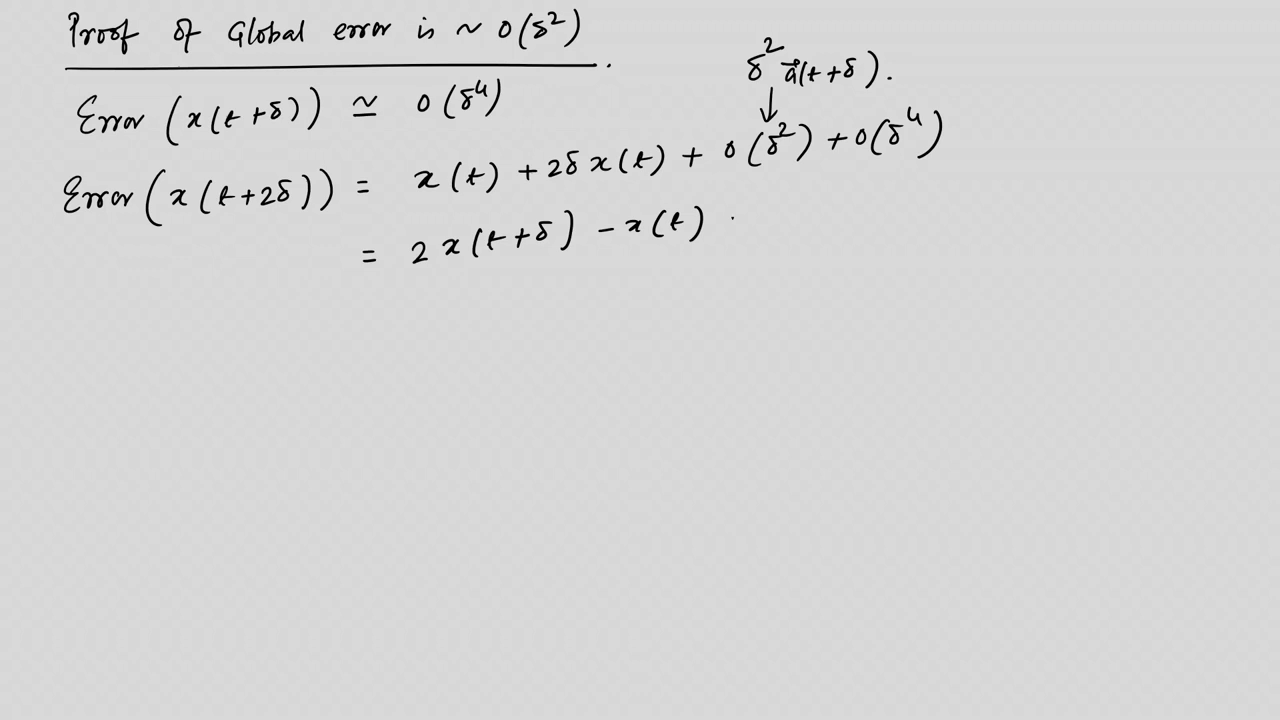 Proof of Global error is ~ O(δ²).
Error (x(t+δ)) ≃ O(δ⁴)
δ² a⃗(t+δ).
↓
Error (x(t+2δ)) = x(t) + 2δ x(t) + O(δ²) + O(δ⁴)
= 2 x(t+δ) - x(t)